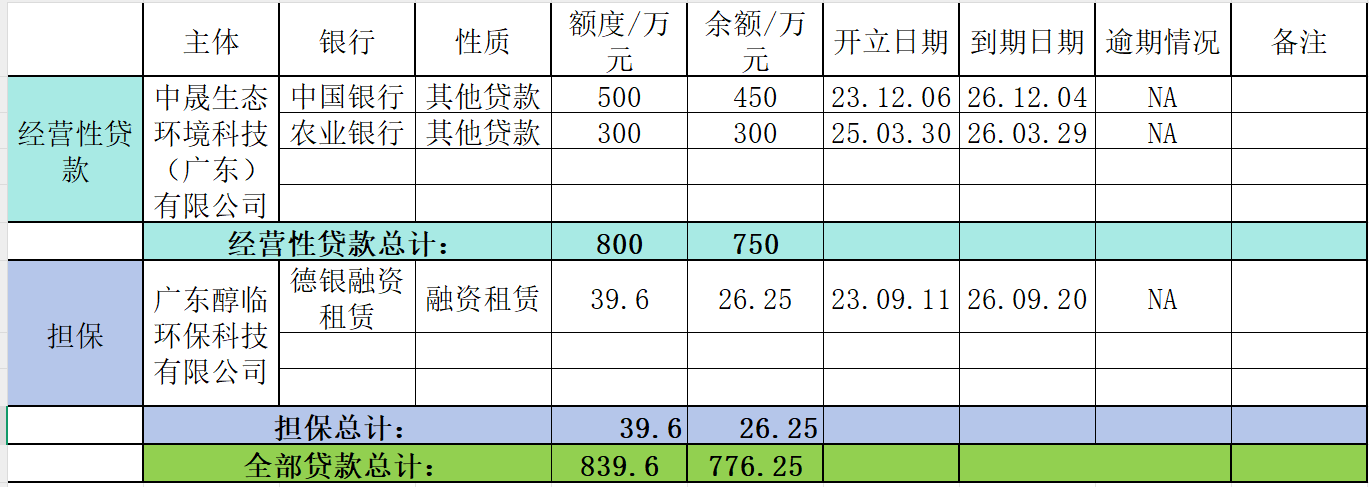 主体 银行 性质 额度/万元 余额/万元 开立日期 到期日期 逾期情况 备注
经营性贷款 中晟生态环境科技（广东）有限公司 中国银行 其他贷款 500 450 23.12.06 26.12.04 NA
农业银行 其他贷款 300 300 25.03.30 26.03.29 NA
经营性贷款总计： 800 750
担保 广东醇临环保科技有限公司 德银融资租赁 融资租赁 39.6 26.25 23.09.11 26.09.20 NA
担保总计： 39.6 26.25
全部贷款总计： 839.6 776.25